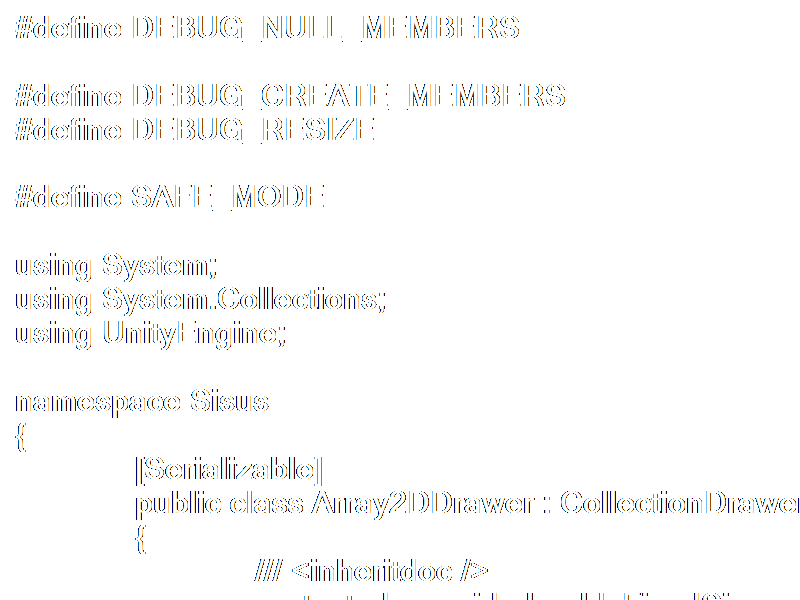 #define DEBUG_NULL_MEMBERS
#define DEBUG_CREATE_MEMBERS
#define DEBUG_RESIZE
#define SAFE_MODE
using System;
using System.Collections;
using UnityEngine;
namespace Sisus
{
[Serializable]
public class Array2DDrawer : CollectionDrawer
{
//// <inheritdoc />